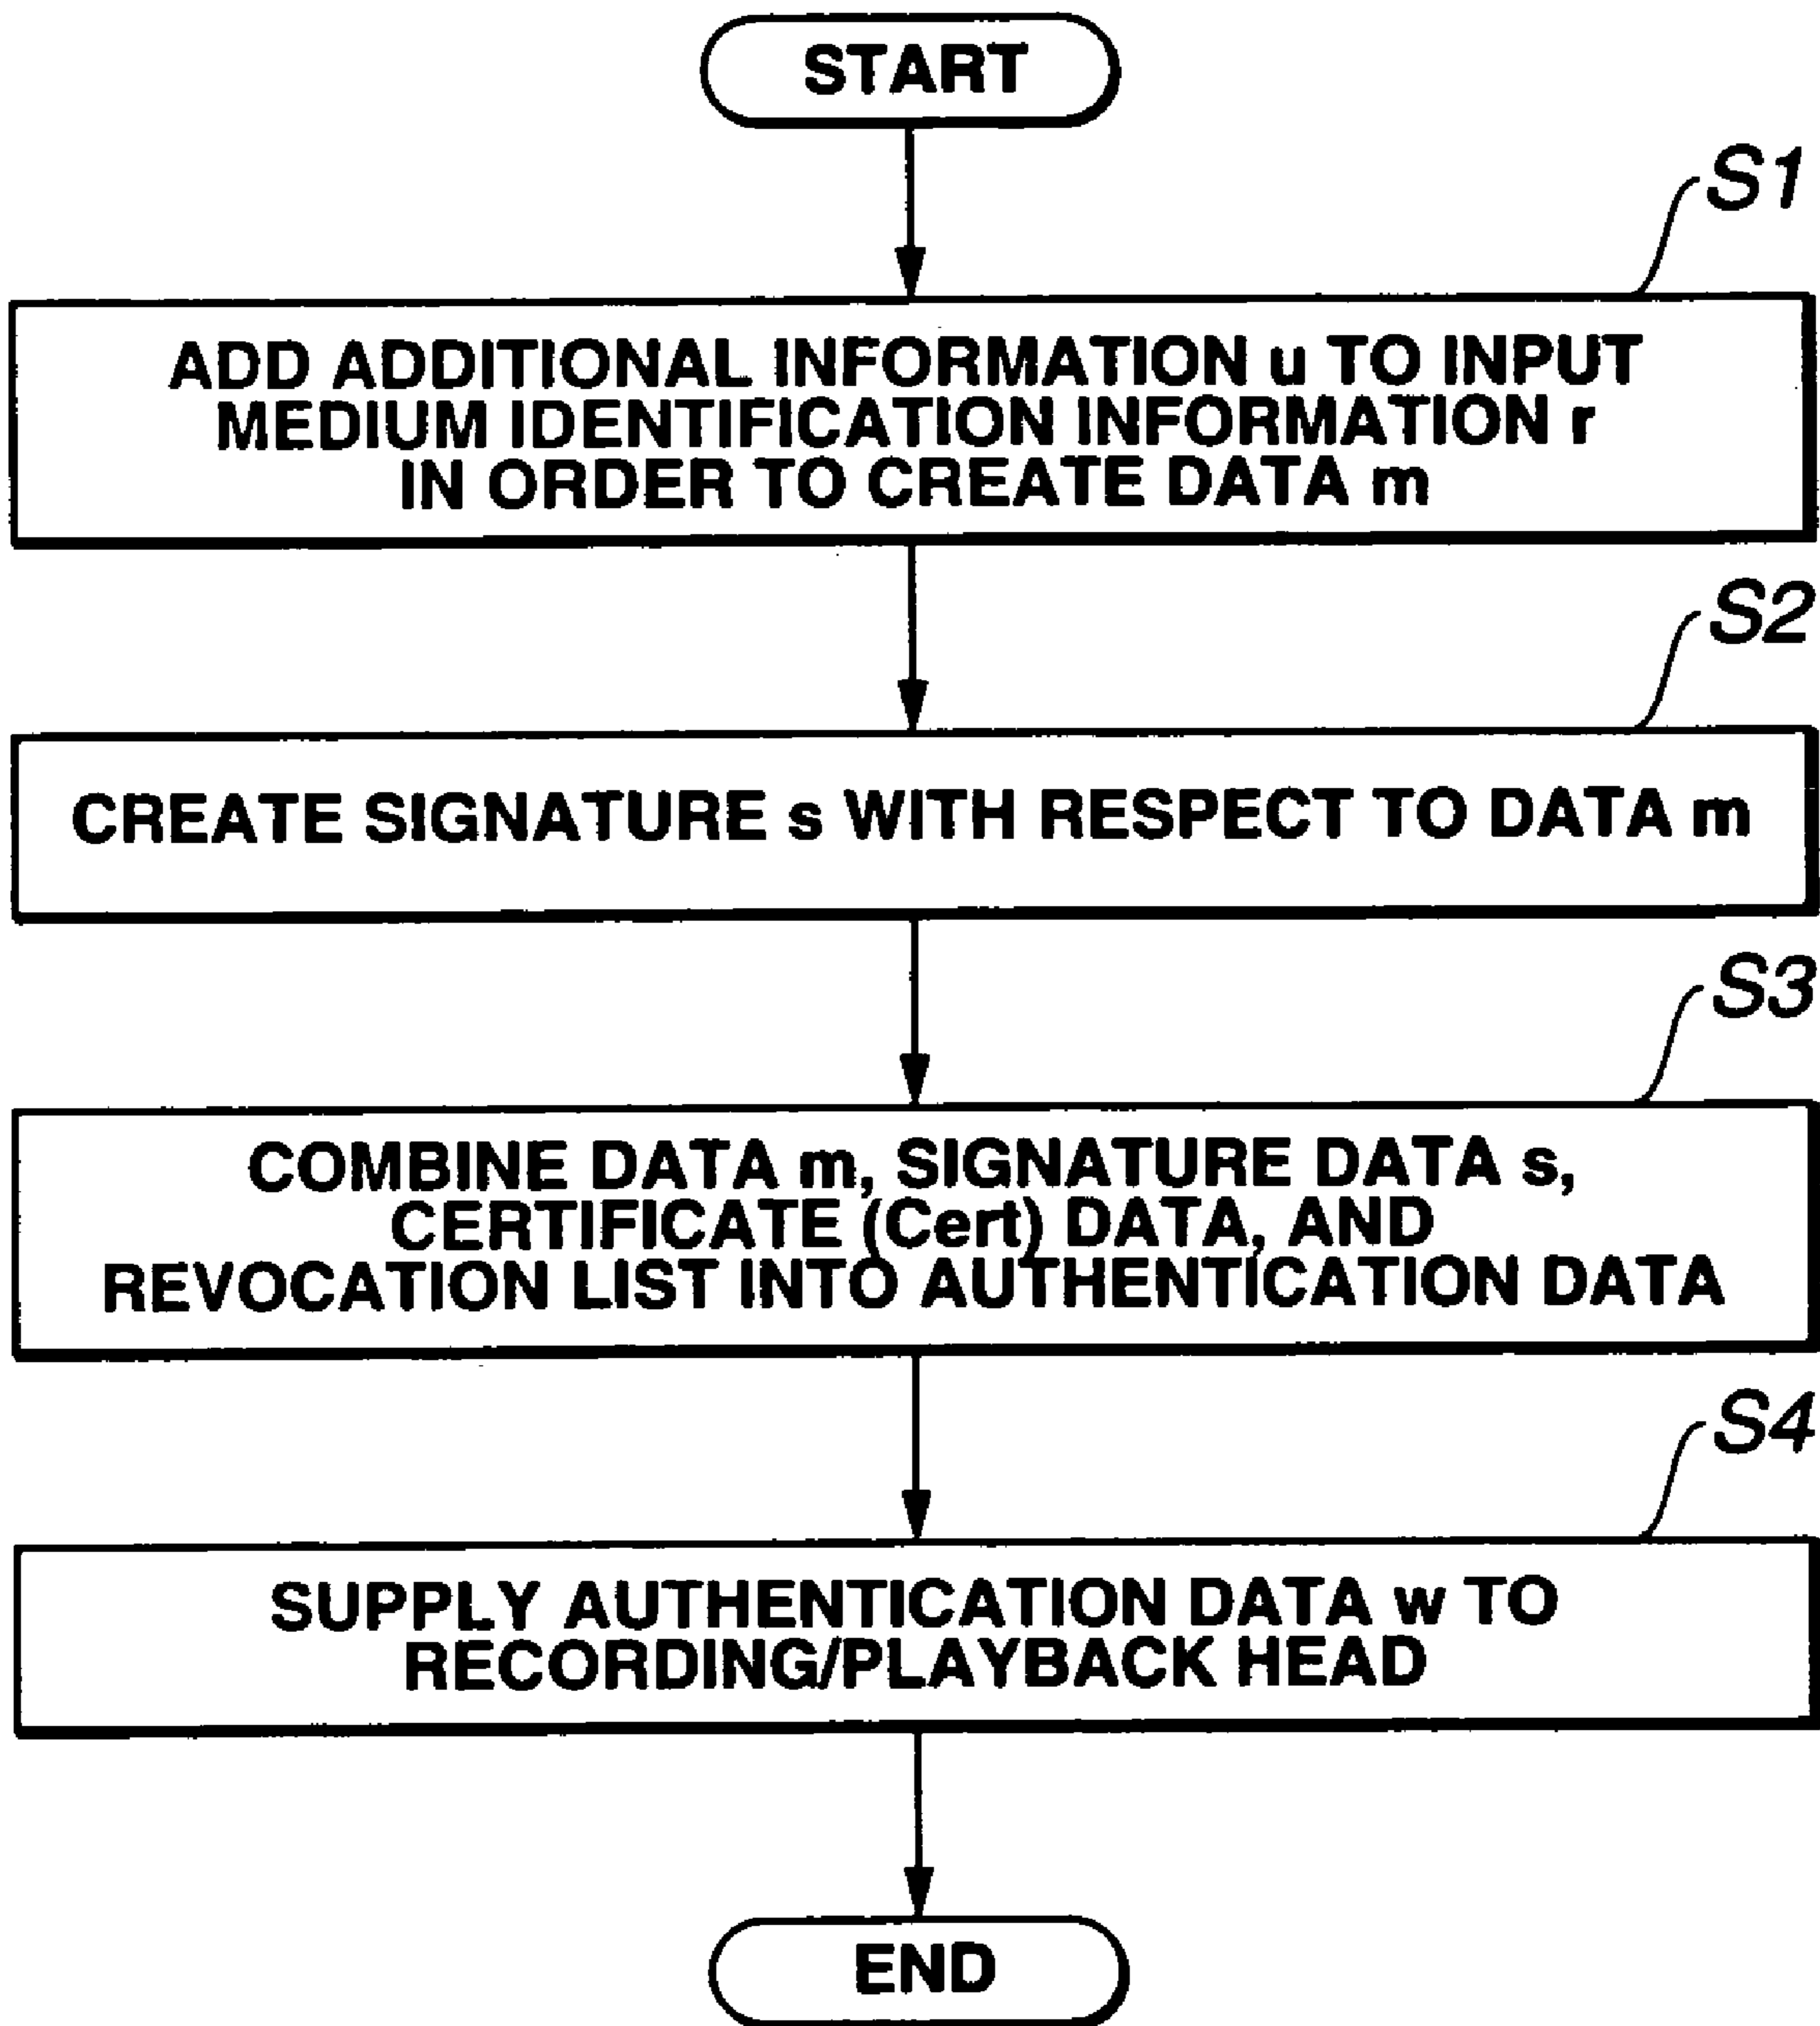 START
S1
ADD ADDITIONAL INFORMATION u TO INPUT
MEDIUM IDENTIFICATION INFORMATION r
IN ORDER TO CREATE DATA m
S2
CREATE SIGNATURE s WITH RESPECT TO DATA m
S3
COMBINE DATA m, SIGNATURE DATA s,
CERTIFICATE (Cert) DATA, AND
REVOCATION LIST INTO AUTHENTICATION DATA
S4
SUPPLY AUTHENTICATION DATA w TO
RECORDING/PLAYBACK HEAD
END